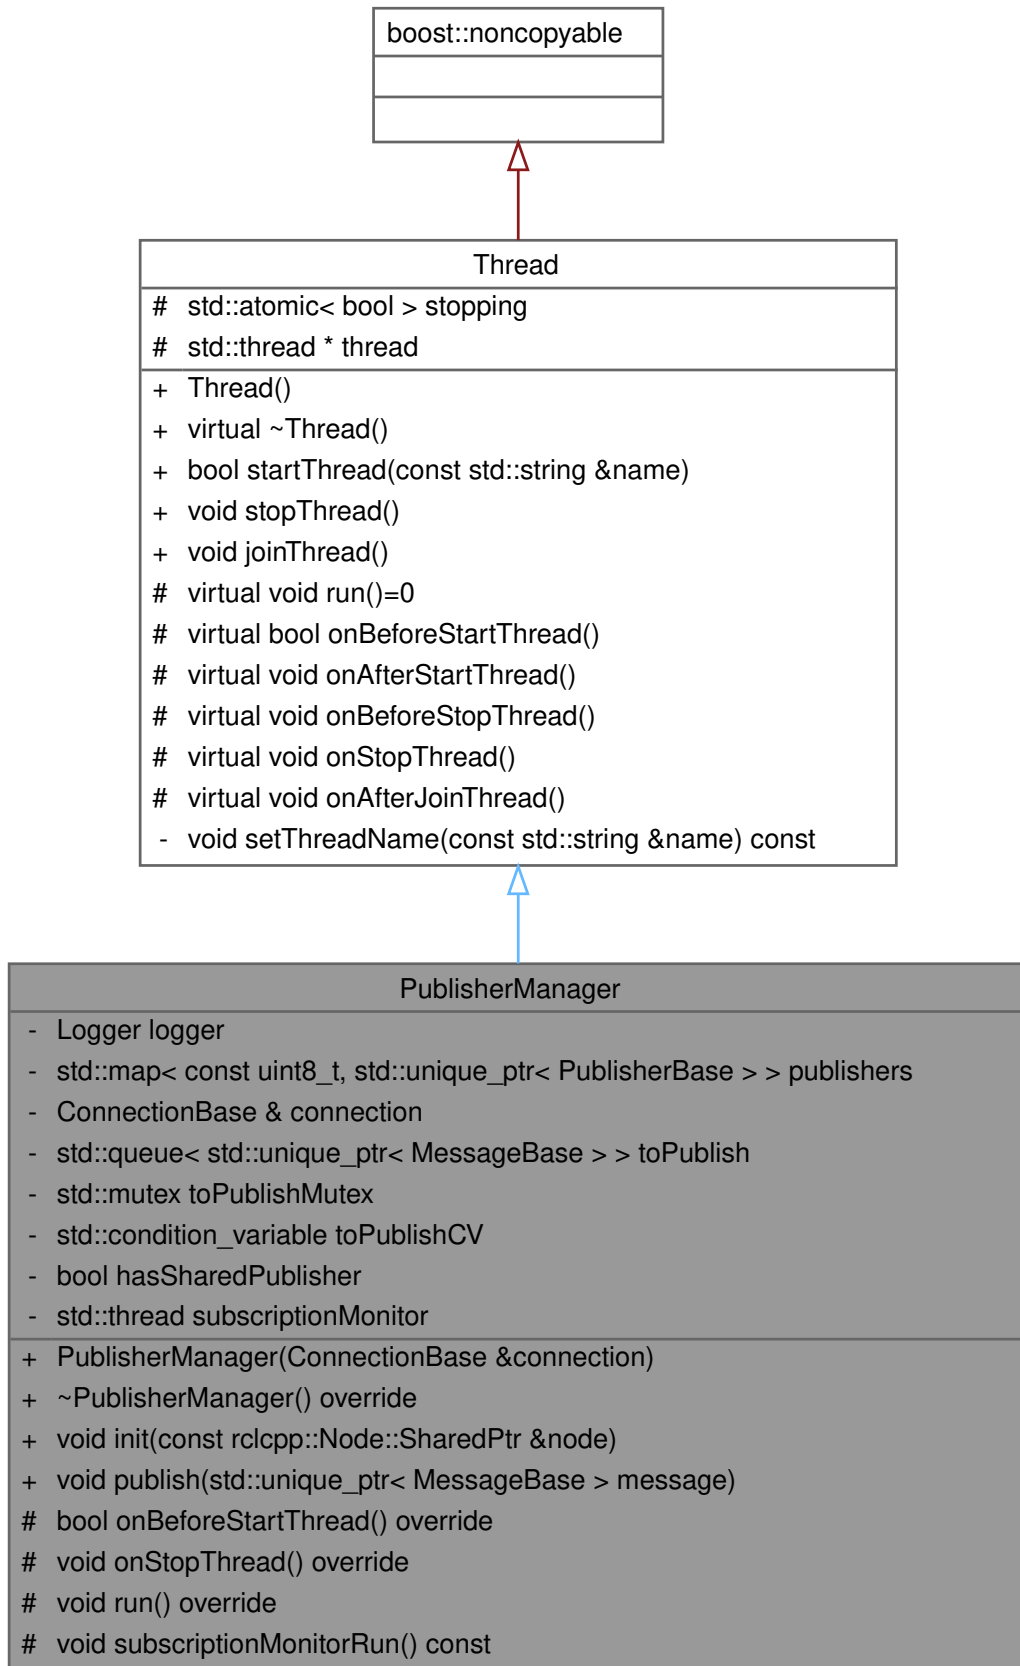 boost::noncopyable
Thread
# std::atomic< bool > stopping
# std::thread * thread
+ Thread()
+ virtual ~Thread()
+ bool startThread(const std::string &name)
+ void stopThread()
+ void joinThread()
# virtual void run()=0
# virtual bool onBeforeStartThread()
# virtual void onAfterStartThread()
# virtual void onBeforeStopThread()
# virtual void onStopThread()
# virtual void onAfterJoinThread()
- void setThreadName(const std::string &name) const
PublisherManager
- Logger logger
- std::map< const uint8_t, std::unique_ptr< PublisherBase > > publishers
- ConnectionBase & connection
- std::queue< std::unique_ptr< MessageBase > > toPublish
- std::mutex toPublishMutex
- std::condition_variable toPublishCV
- bool hasSharedPublisher
- std::thread subscriptionMonitor
+ PublisherManager(ConnectionBase &connection)
+ ~PublisherManager() override
+ void init(const rclcpp::Node::SharedPtr &node)
+ void publish(std::unique_ptr< MessageBase > message)
# bool onBeforeStartThread() override
# void onStopThread() override
# void run() override
# void subscriptionMonitorRun() const